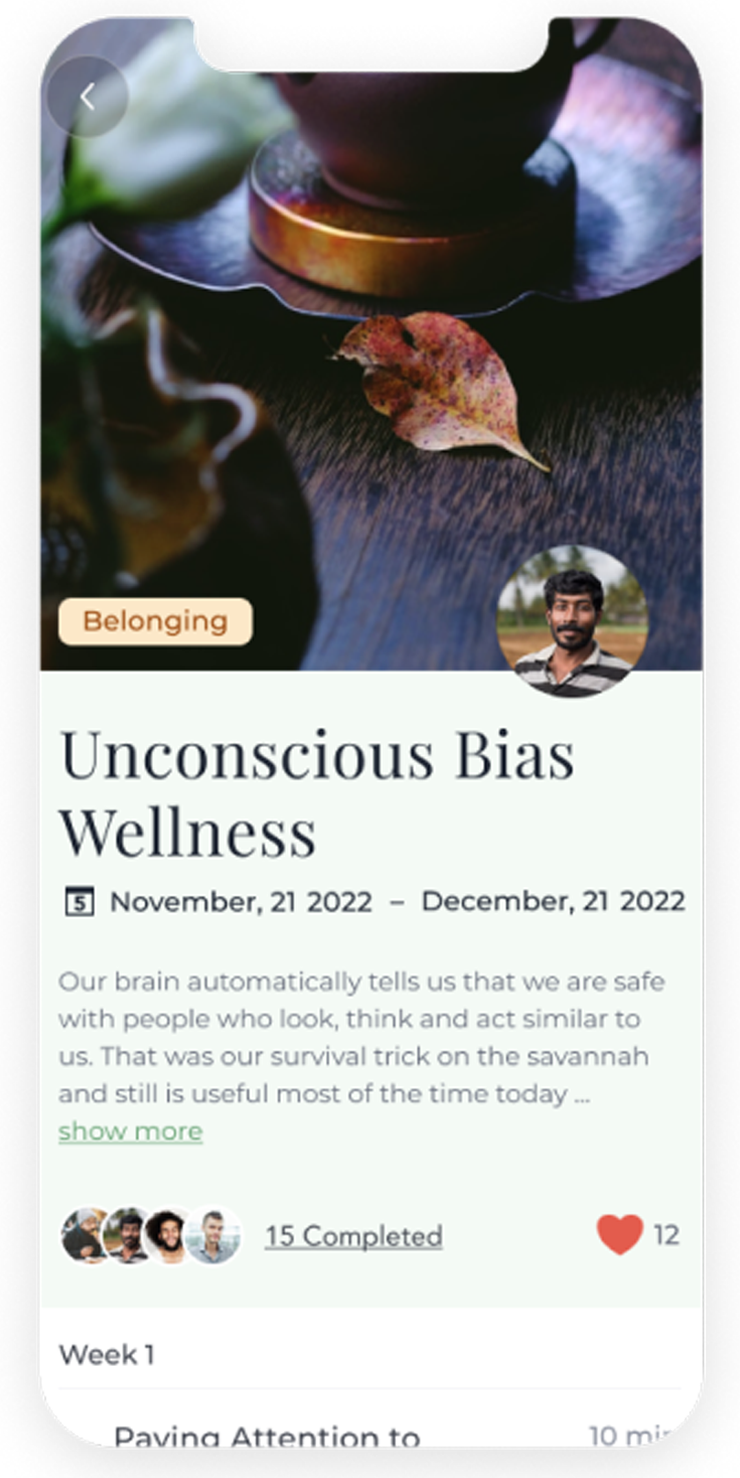 Belonging
Unconscious Bias
Wellness
5 November, 21 2022 – December, 21 2022
Our brain automatically tells us that we are safe
with people who look, think and act similar to
us. That was our survival trick on the savannah
and still is useful most of the time today ...
show more
15 Completed 12
Week 1
Paying Attention to 10 min